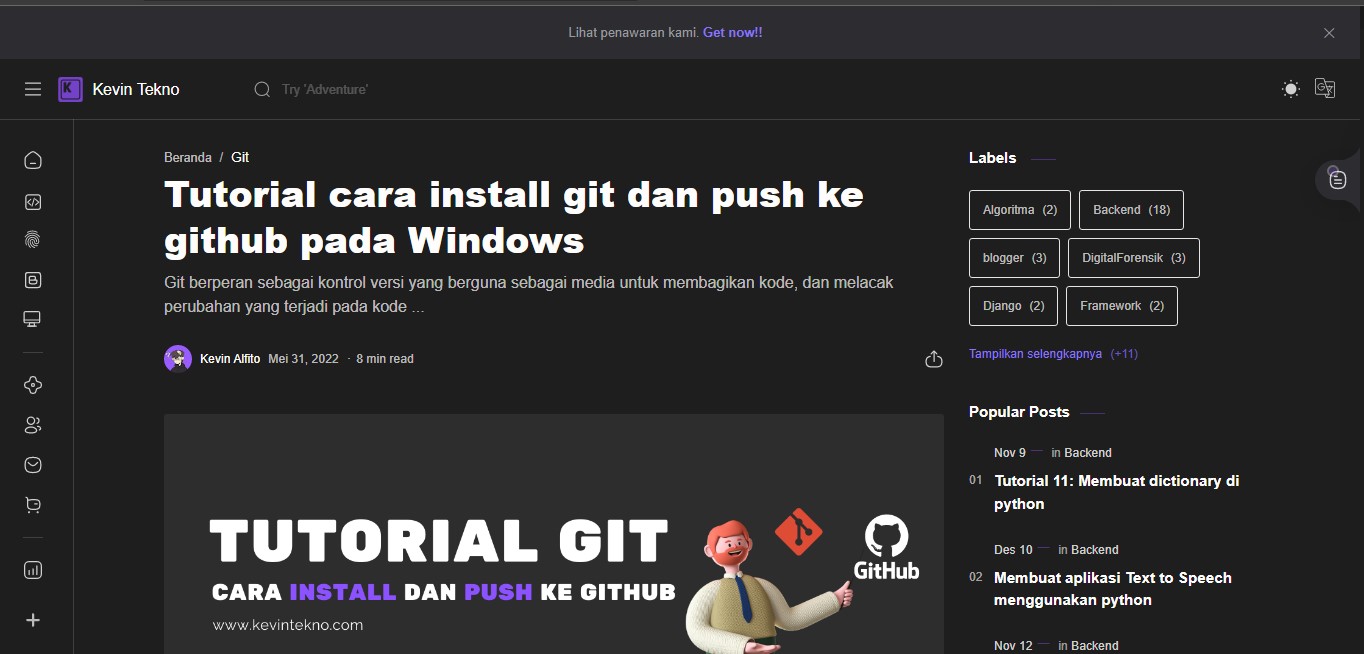 Lihat penawaran kami. Get now!!
Kevin Tekno
Try 'Adventure'
Beranda / Git
Tutorial cara install git dan push ke
github pada Windows
Git berperan sebagai kontrol versi yang berguna sebagai media untuk membagikan kode, dan melacak
perubahan yang terjadi pada kode ...
Kevin Alfito Mei 31, 2022 · 8 min read
TUTORIAL GIT
CARA INSTALL DAN PUSH KE GITHUB
www.kevintekno.com
GitHub
Labels
Algoritma (2) Backend (18)
blogger (3) DigitalForensik (3)
Django (2) Framework (2)
Tampilkan selengkapnya (+11)
Popular Posts
Nov 9 — in Backend
01 Tutorial 11: Membuat dictionary di
python
Des 10 — in Backend
02 Membuat aplikasi Text to Speech
menggunakan python
Nov 12 — in Backend